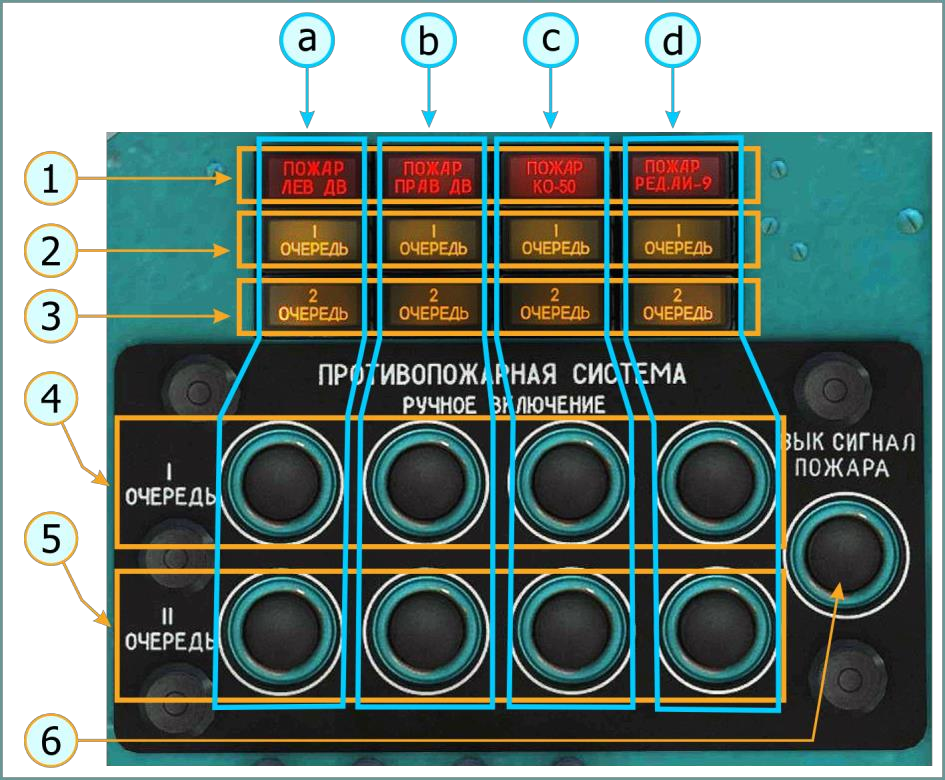 a b c d
1
ПОЖАР ЛЕВ ДВ
ПОЖАР ПРАВ ДВ
ПОЖАР КО-50
ПОЖАР РЕД.АИ-9
2
1 ОЧЕРЕДЬ
1 ОЧЕРЕДЬ
1 ОЧЕРЕДЬ
1 ОЧЕРЕДЬ
3
2 ОЧЕРЕДЬ
2 ОЧЕРЕДЬ
2 ОЧЕРЕДЬ
2 ОЧЕРЕДЬ
ПРОТИВОПОЖАРНАЯ СИСТЕМА
РУЧНОЕ ВКЛЮЧЕНИЕ
4
I
ОЧЕРЕДЬ
ВЫК СИГНАЛ
ПОЖАРА
5
II
ОЧЕРЕДЬ
6